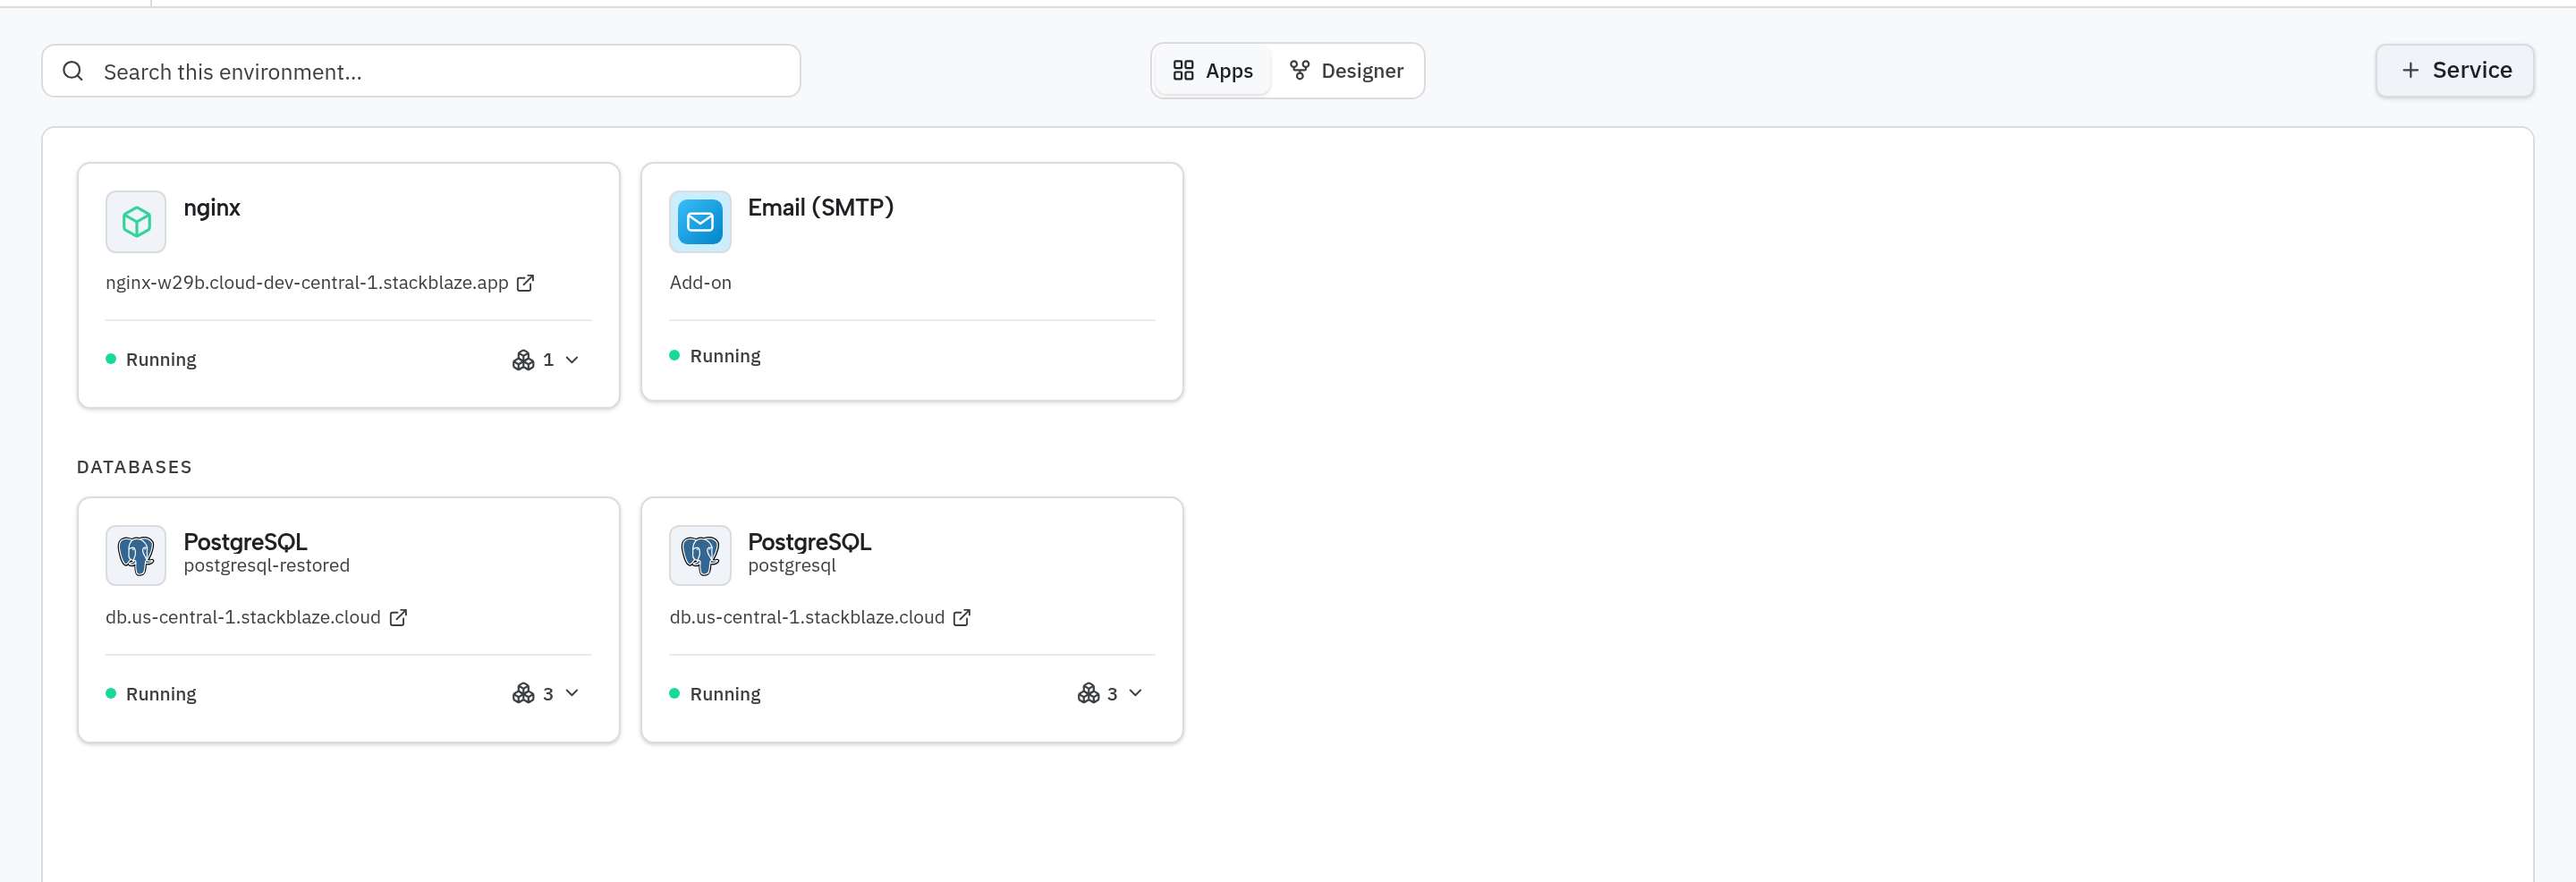 Search this environment...
Apps
Designer
+ Service
nginx
nginx-w29b.cloud-dev-central-1.stackblaze.app
Running
1
Email (SMTP)
Add-on
Running
DATABASES
PostgreSQL
postgresql-restored
db.us-central-1.stackblaze.cloud
Running
3
PostgreSQL
postgresql
db.us-central-1.stackblaze.cloud
Running
3